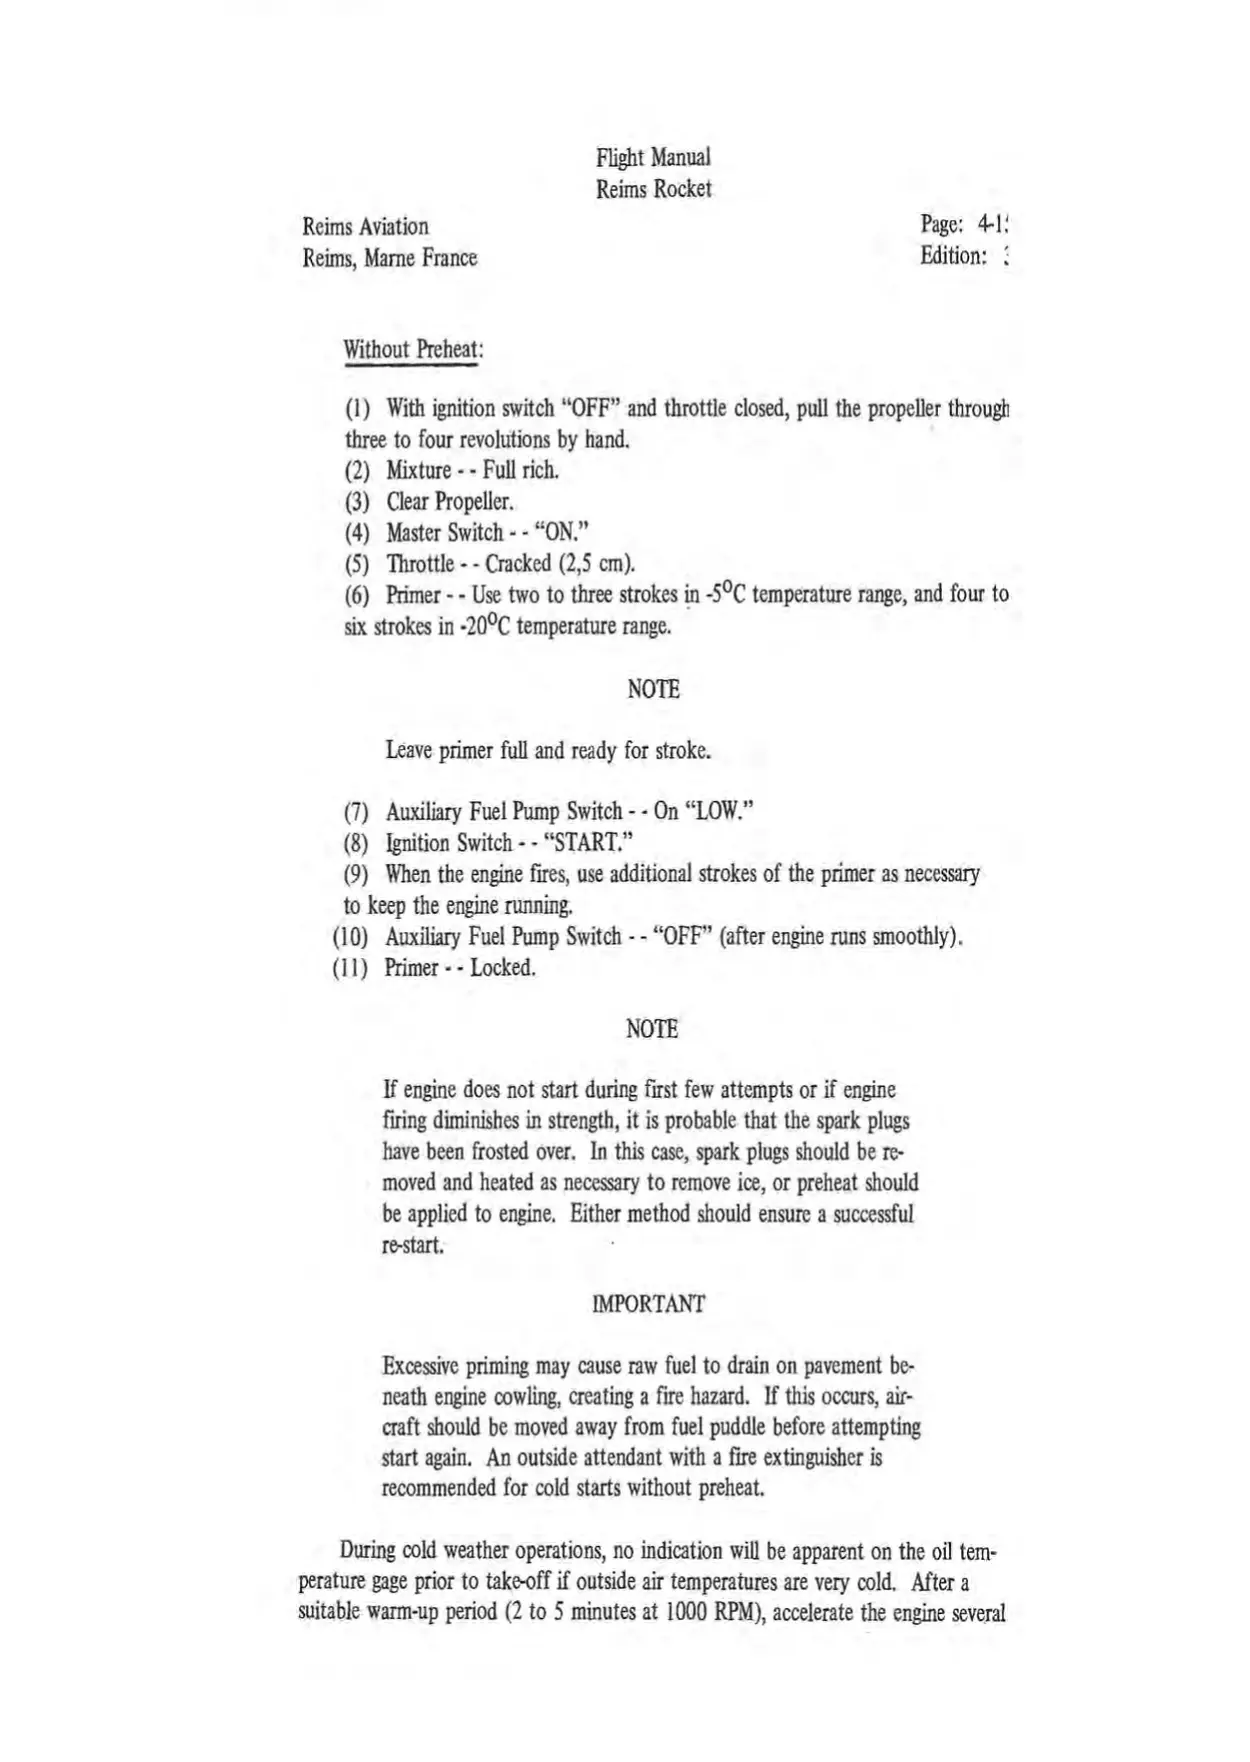 Flight Manual
Reims Rocket
Reims Aviation
Reims, Marne France
Page: 4-1
Edition:
Without Preheat:
(1) With ignition switch “OFF” and throttle closed, pull the propeller through
three to four revolutions by hand.
(2) Mixture - - Full rich.
(3) Clear Propeller.
(4) Master Switch - - “ON.”
(5) Throttle - - Cracked (2,5 cm).
(6) Primer - - Use two to three strokes in -5°C temperature range, and four to
six strokes in -20°C temperature range.
NOTE
Leave primer full and ready for stroke.
(7) Auxiliary Fuel Pump Switch - - On “LOW.”
(8) Ignition Switch - - “START.”
(9) When the engine fires, use additional strokes of the primer as necessary
to keep the engine running.
(10) Auxiliary Fuel Pump Switch - - “OFF” (after engine runs smoothly).
(11) Primer - - Locked.
NOTE
If engine does not start during first few attempts or if engine
firing diminishes in strength, it is probable that the spark plugs
have been frosted over. In this case, spark plugs should be re-
moved and heated as necessary to remove ice, or preheat should
be applied to engine. Either method should ensure a successful
re-start.
IMPORTANT
Excessive priming may cause raw fuel to drain on pavement be-
neath engine cowling, creating a fire hazard. If this occurs, air-
craft should be moved away from fuel puddle before attempting
start again. An outside attendant with a fire extinguisher is
recommended for cold starts without preheat.
During cold weather operations, no indication will be apparent on the oil tem-
perature gage prior to take-off if outside air temperatures are very cold. After a
suitable warm-up period (2 to 5 minutes at 1000 RPM), accelerate the engine several